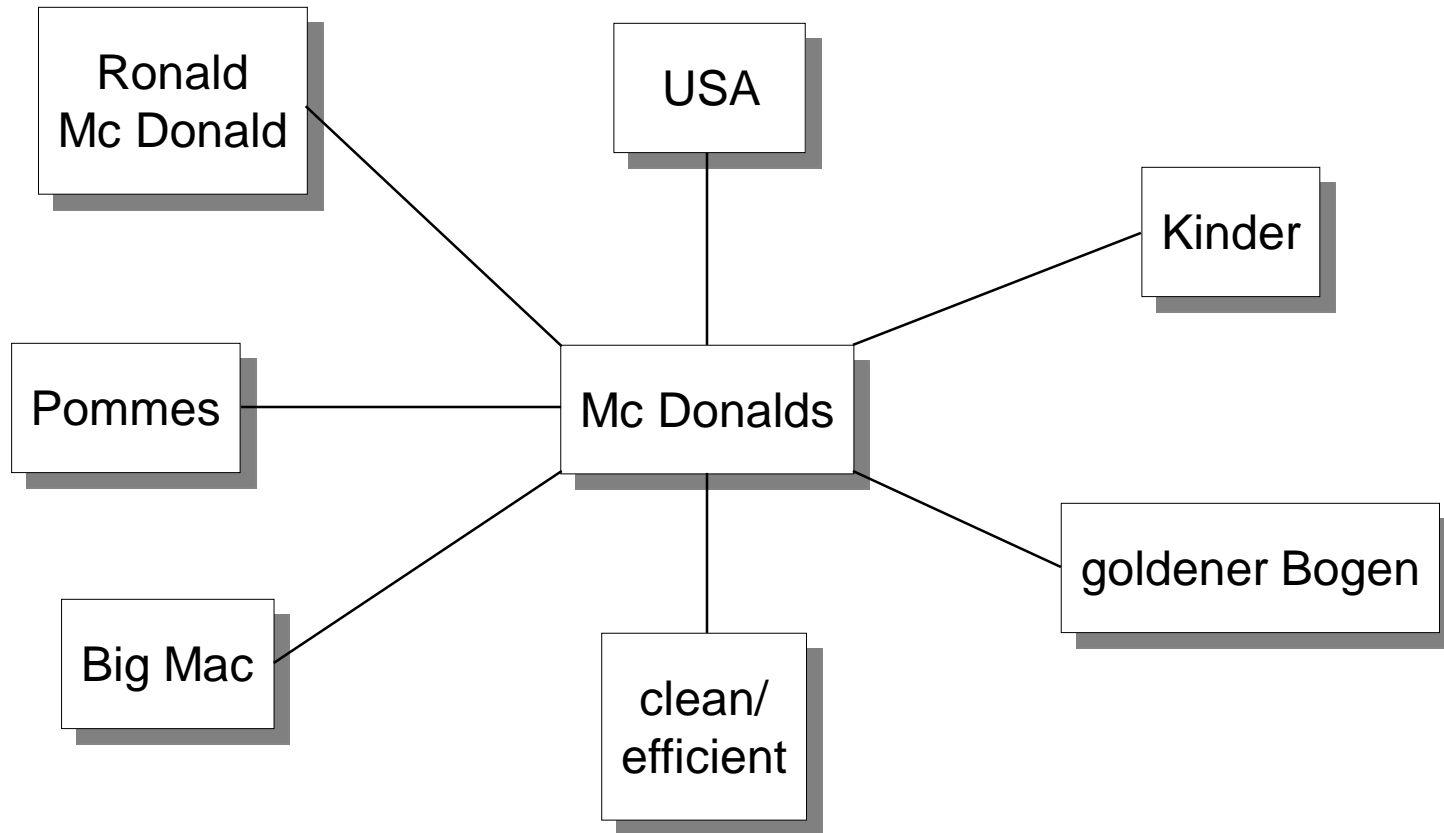 Ronald
Mc Donald
USA
Kinder
Pommes
Mc Donalds
goldener Bogen
Big Mac
clean/
efficient